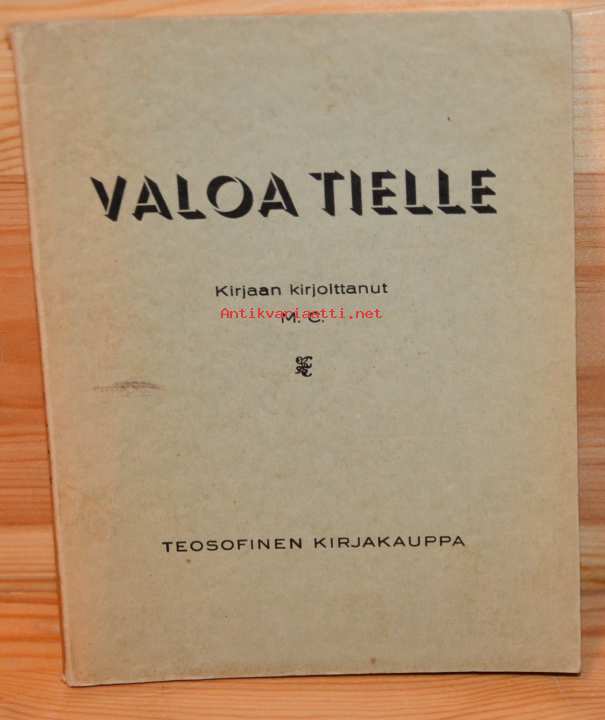 VALOA TIELLE
Kirjaan kirjoittanut
Antikvariaatti.net
M. C.
TEOSOFINEN KIRJAKAUPPA